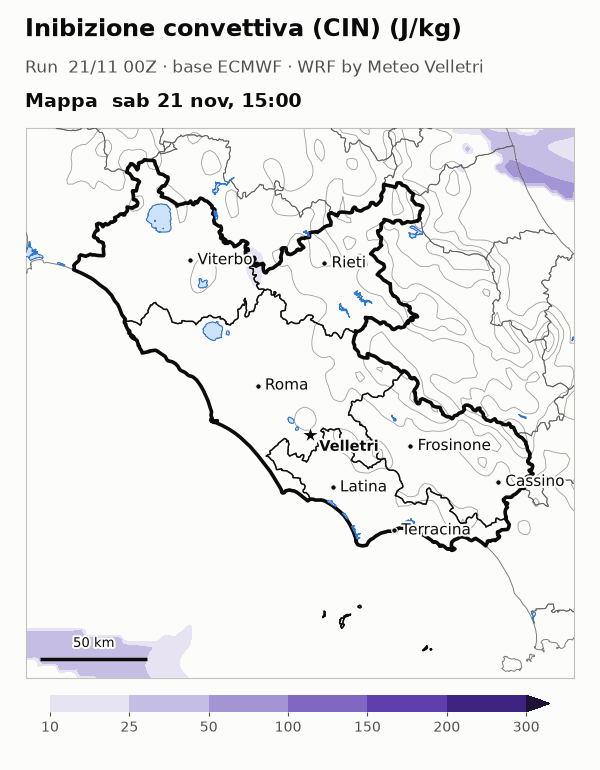 Inibizione convettiva (CIN) (J/kg)
Run  21/11 00Z · base ECMWF · WRF by Meteo Velletri
Mappa  sab 21 nov, 15:00
Viterbo
Rieti
Roma
Velletri
Frosinone
Cassino
Latina
Terracina
50 km
10 25 50 100 150 200 300